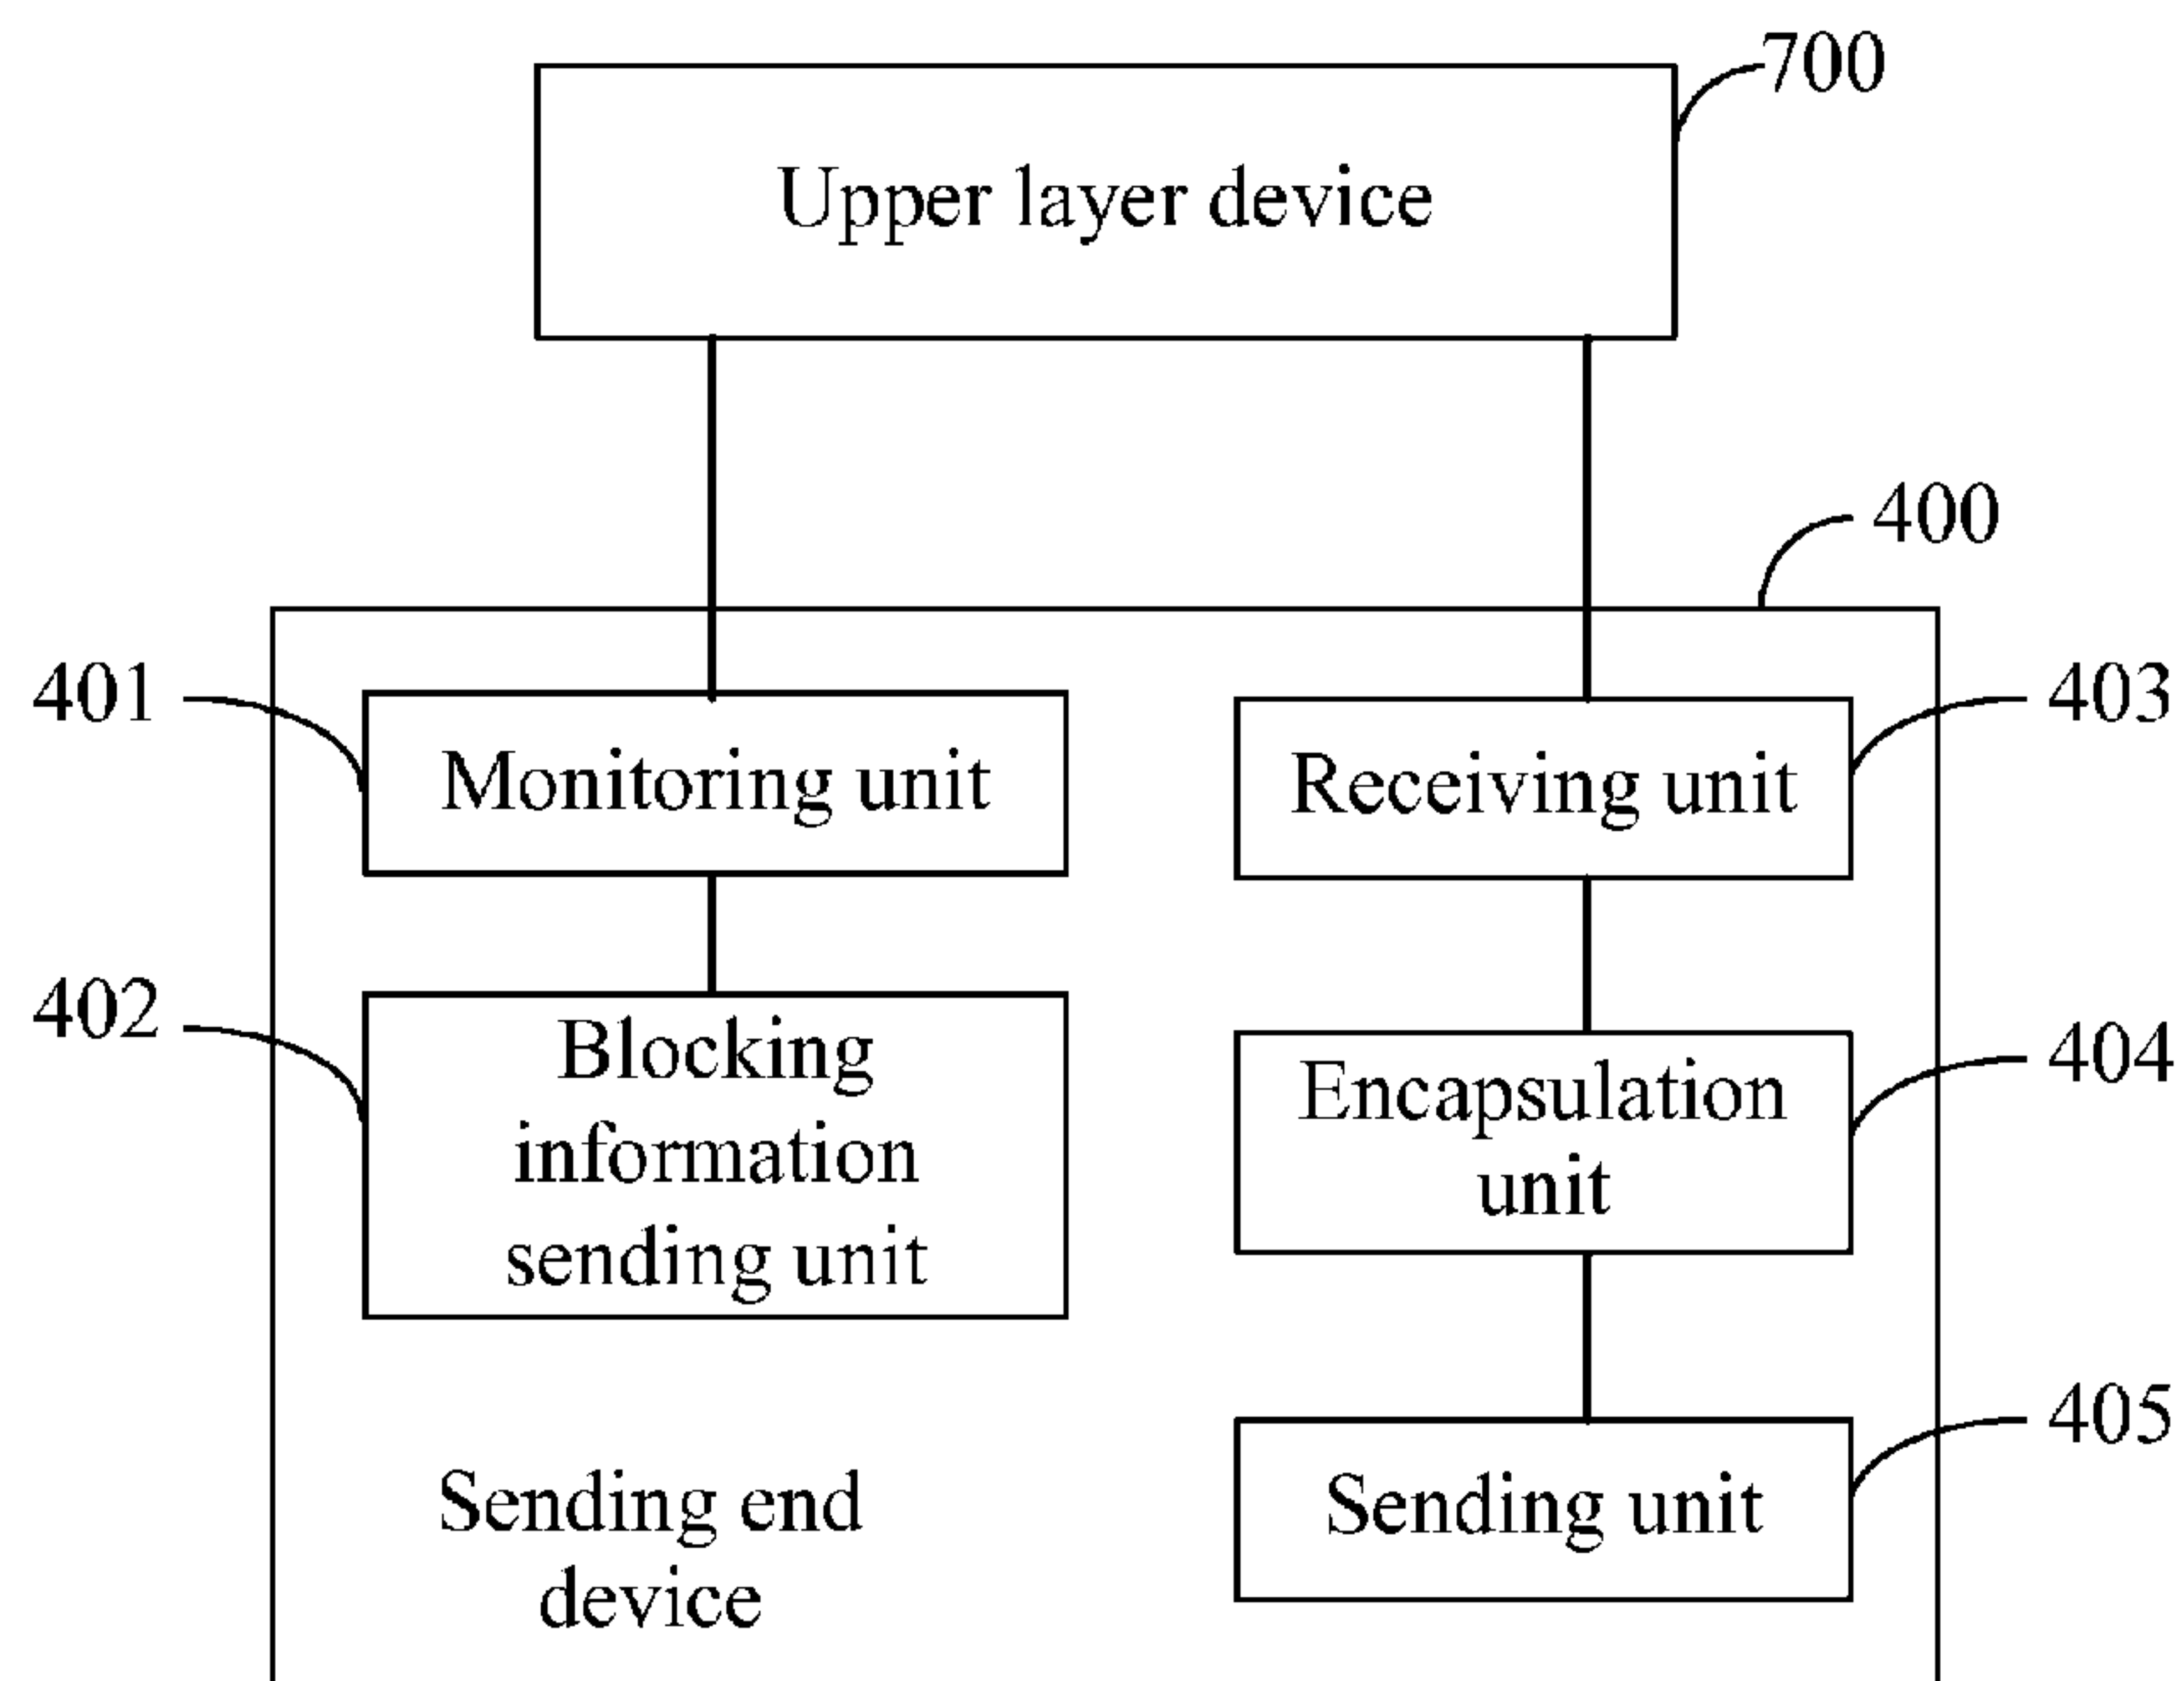 700
Upper layer device
400
401
Monitoring unit
403
Receiving unit
402
Blocking
information
sending unit
404
Encapsulation
unit
405
Sending unit
Sending end
device